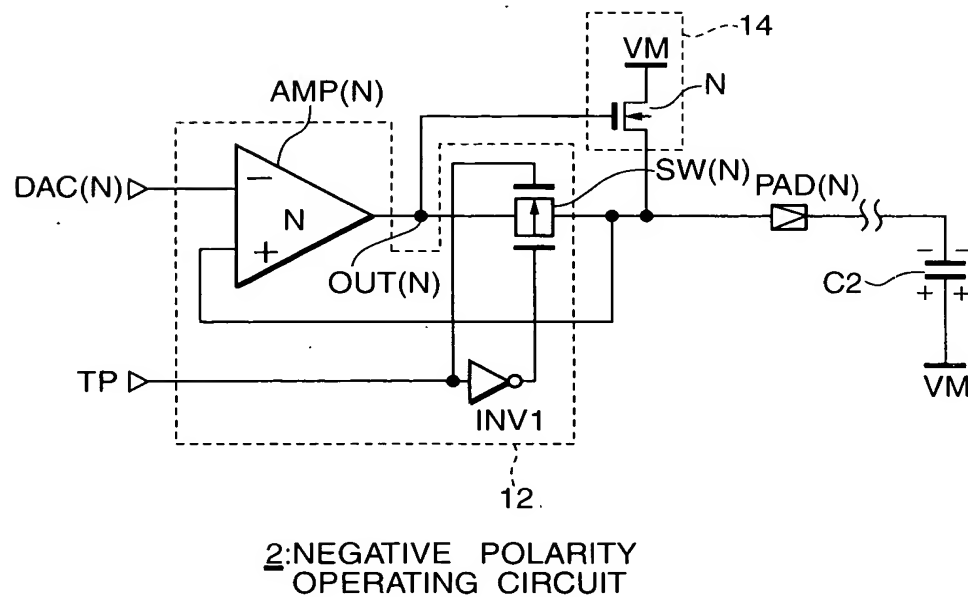 14
VM
N
AMP(N)
DAC(N)
−
N
+
SW(N)
PAD(N)
OUT(N)
− −
C2
+ +
VM
TP
INV1
12
2:NEGATIVE POLARITY
OPERATING CIRCUIT